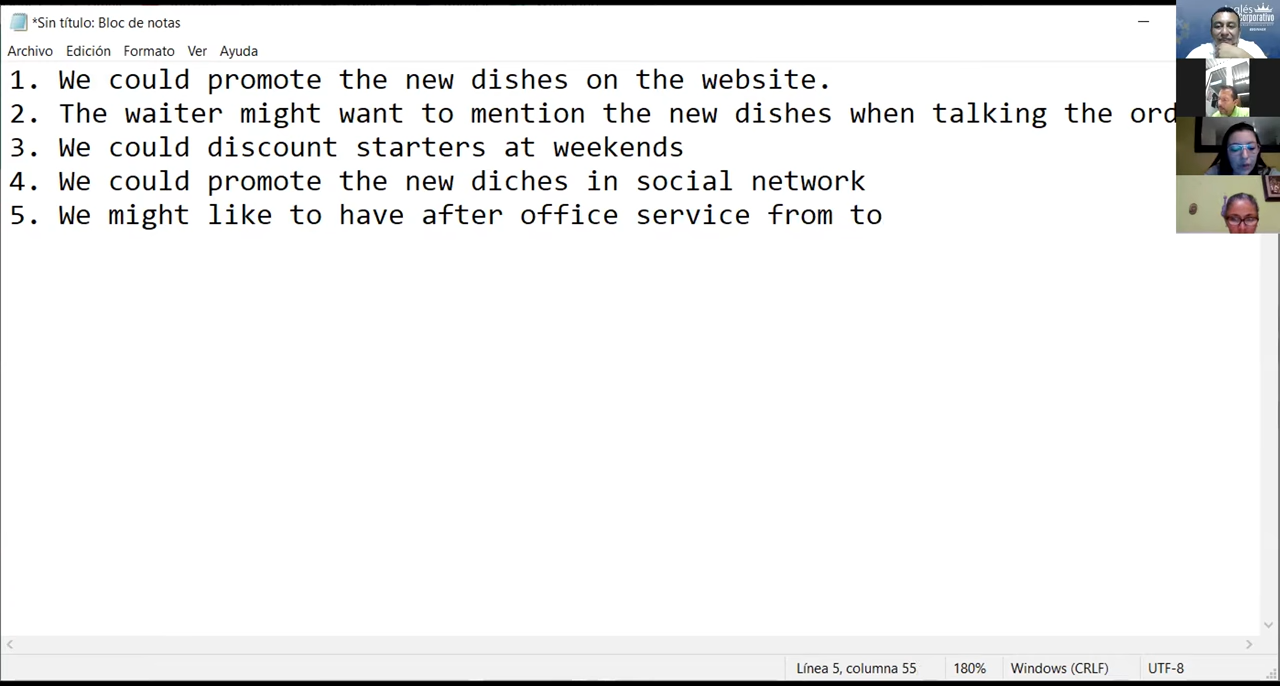 *Sin título: Bloc de notas
Archivo Edición Formato Ver Ayuda
1. We could promote the new dishes on the website.
2. The waiter might want to mention the new dishes when talking the ord
3. We could discount starters at weekends
4. We could promote the new diches in social network
5. We might like to have after office service from to
Línea 5, columna 55 180% Windows (CRLF) UTF-8